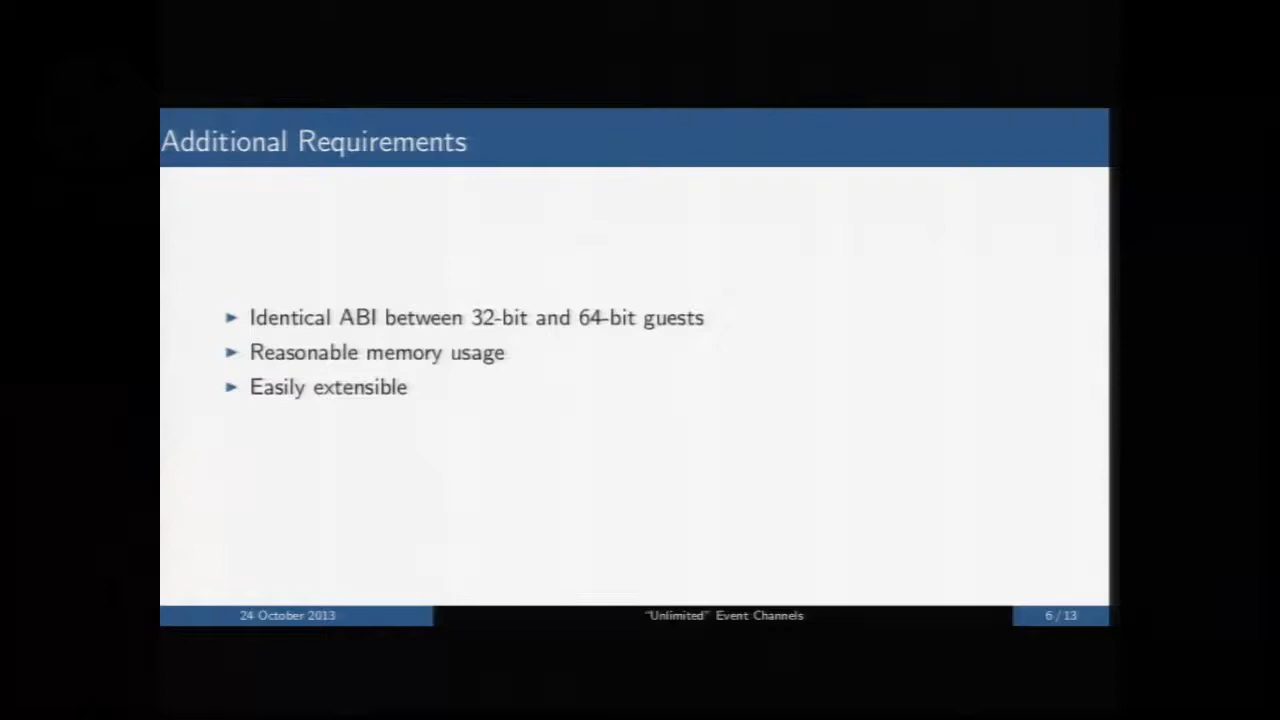 Additional Requirements
Identical ABI between 32-bit and 64-bit guests
Reasonable memory usage
Easily extensible
24 October 2013
"Unlimited" Event Channels
6 / 13